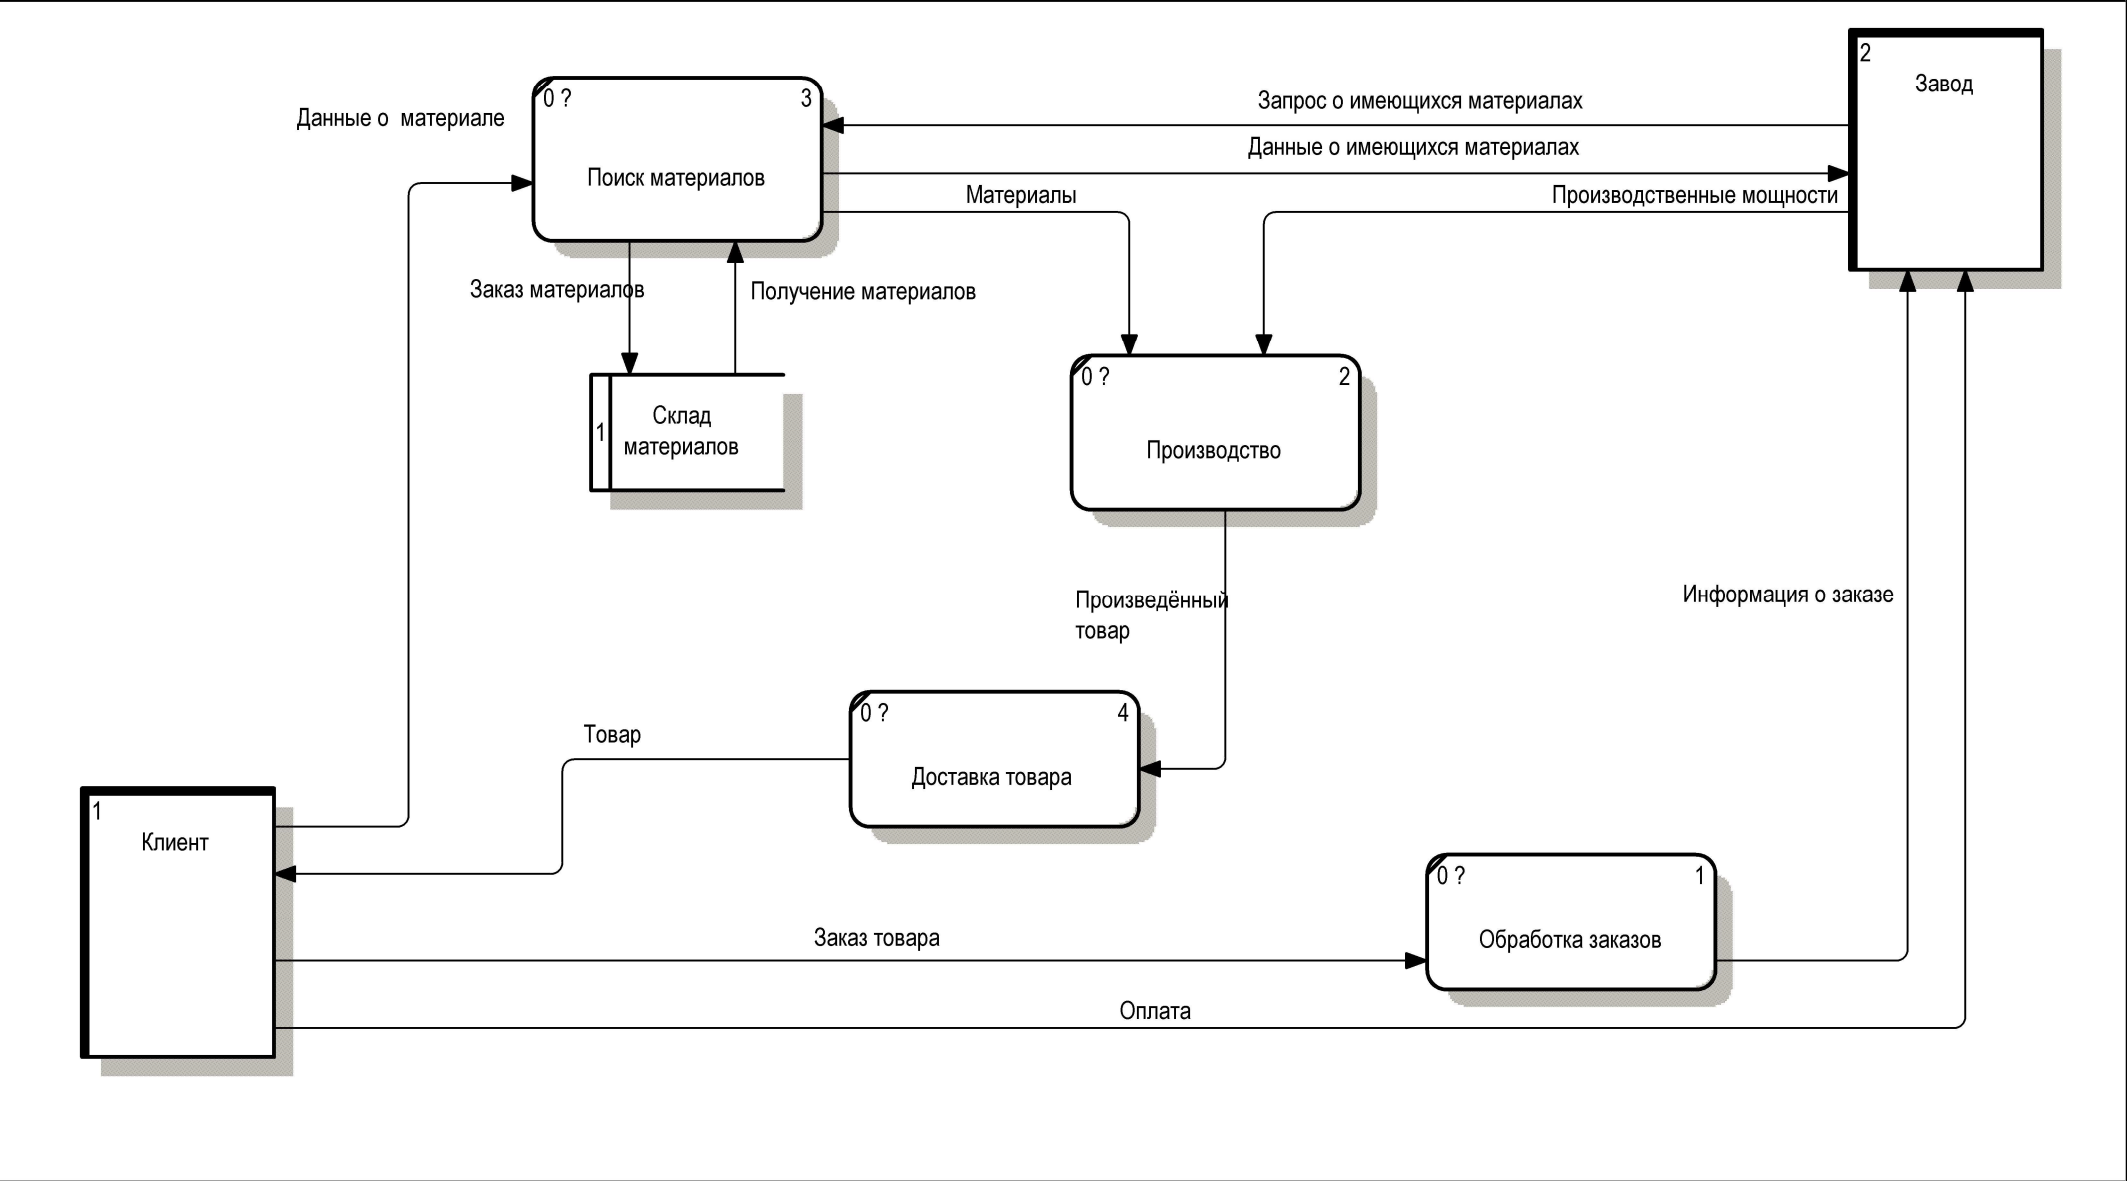 2
Завод
Данные о  материале
0 ?
3
Поиск материалов
Запрос о имеющихся материалах
Данные о имеющихся материалах
Материалы
Производственные мощности
Заказ материалов
Получение материалов
1
Склад
материалов
0 ?
2
Производство
Произведённый
товар
Информация о заказе
0 ?
4
Доставка товара
Товар
1
Клиент
0 ?
1
Обработка заказов
Заказ товара
Оплата